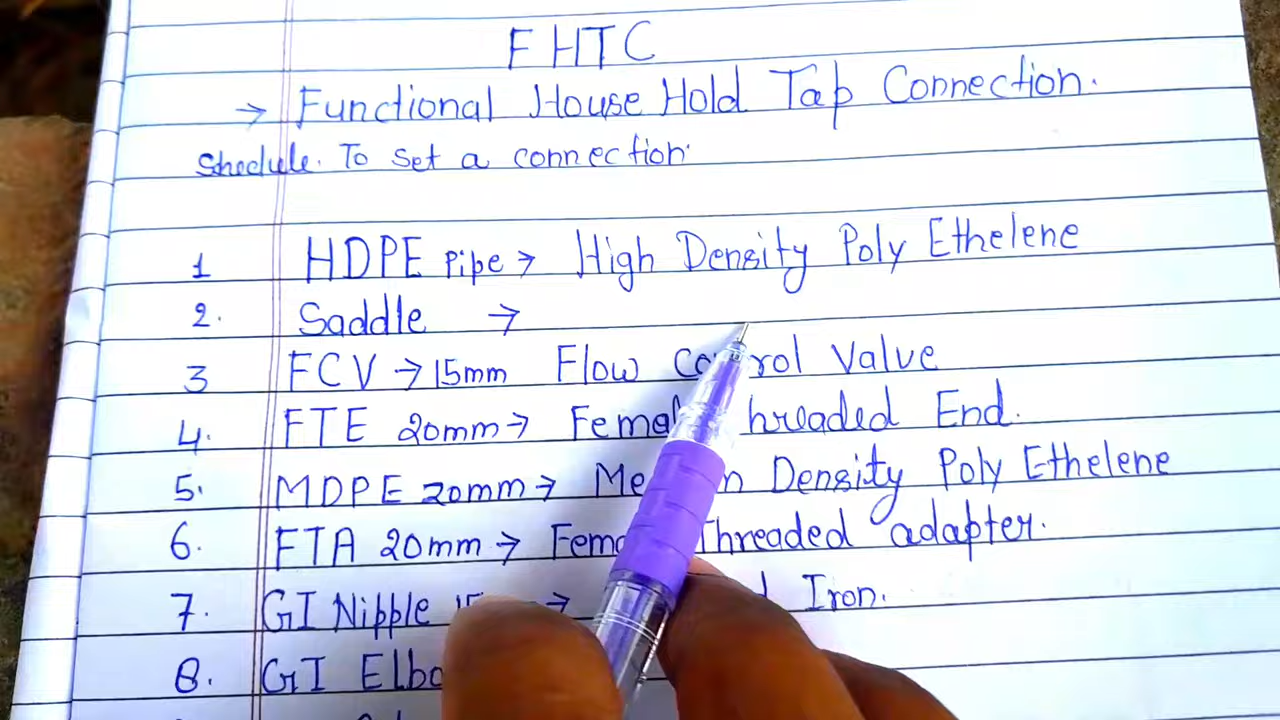 FHTC
→ Functional House Hold Tap Connection.
Shedule. To set a connection.
1 HDPE Pipe → High Density Poly Ethelene
2. Saddle →
3 FCV → 15mm Flow Valve
4. FTE 20mm → End.
5. MDPE 20mm → Density Poly Ethelene
6. FTA 20mm → Threaded adapter.
7. GI Nipple → Iron.
8. GI